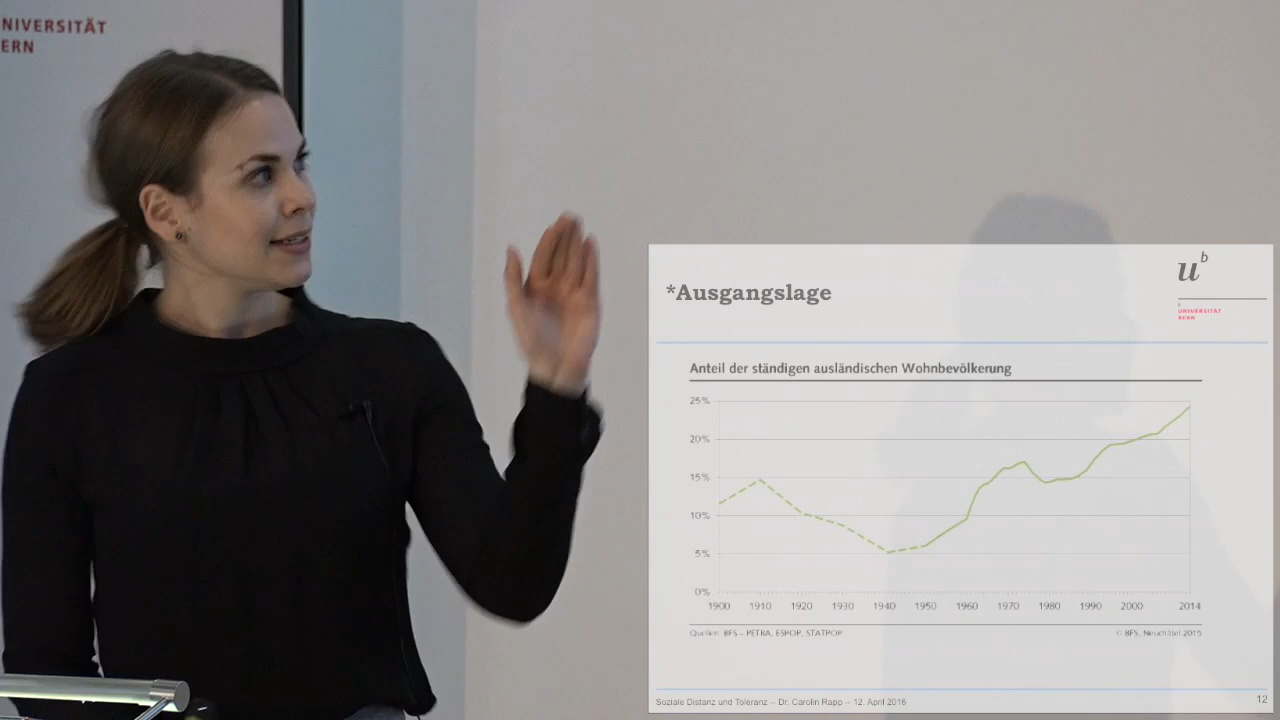 NIVERSITÄT
ERN
*Ausgangslage
u b
b
UNIVERSITÄT
BERN
Anteil der ständigen ausländischen Wohnbevölkerung
25%
20%
15%
10%
5%
0%
1900 1910 1920 1930 1940 1950 1960 1970 1980 1990 2000 2014
Quellen: BFS – PETRA, ESPOP, STATPOP
© BFS, Neuchâtel 2015
Soziale Distanz und Toleranz – Dr. Carolin Rapp – 12. April 2016
12